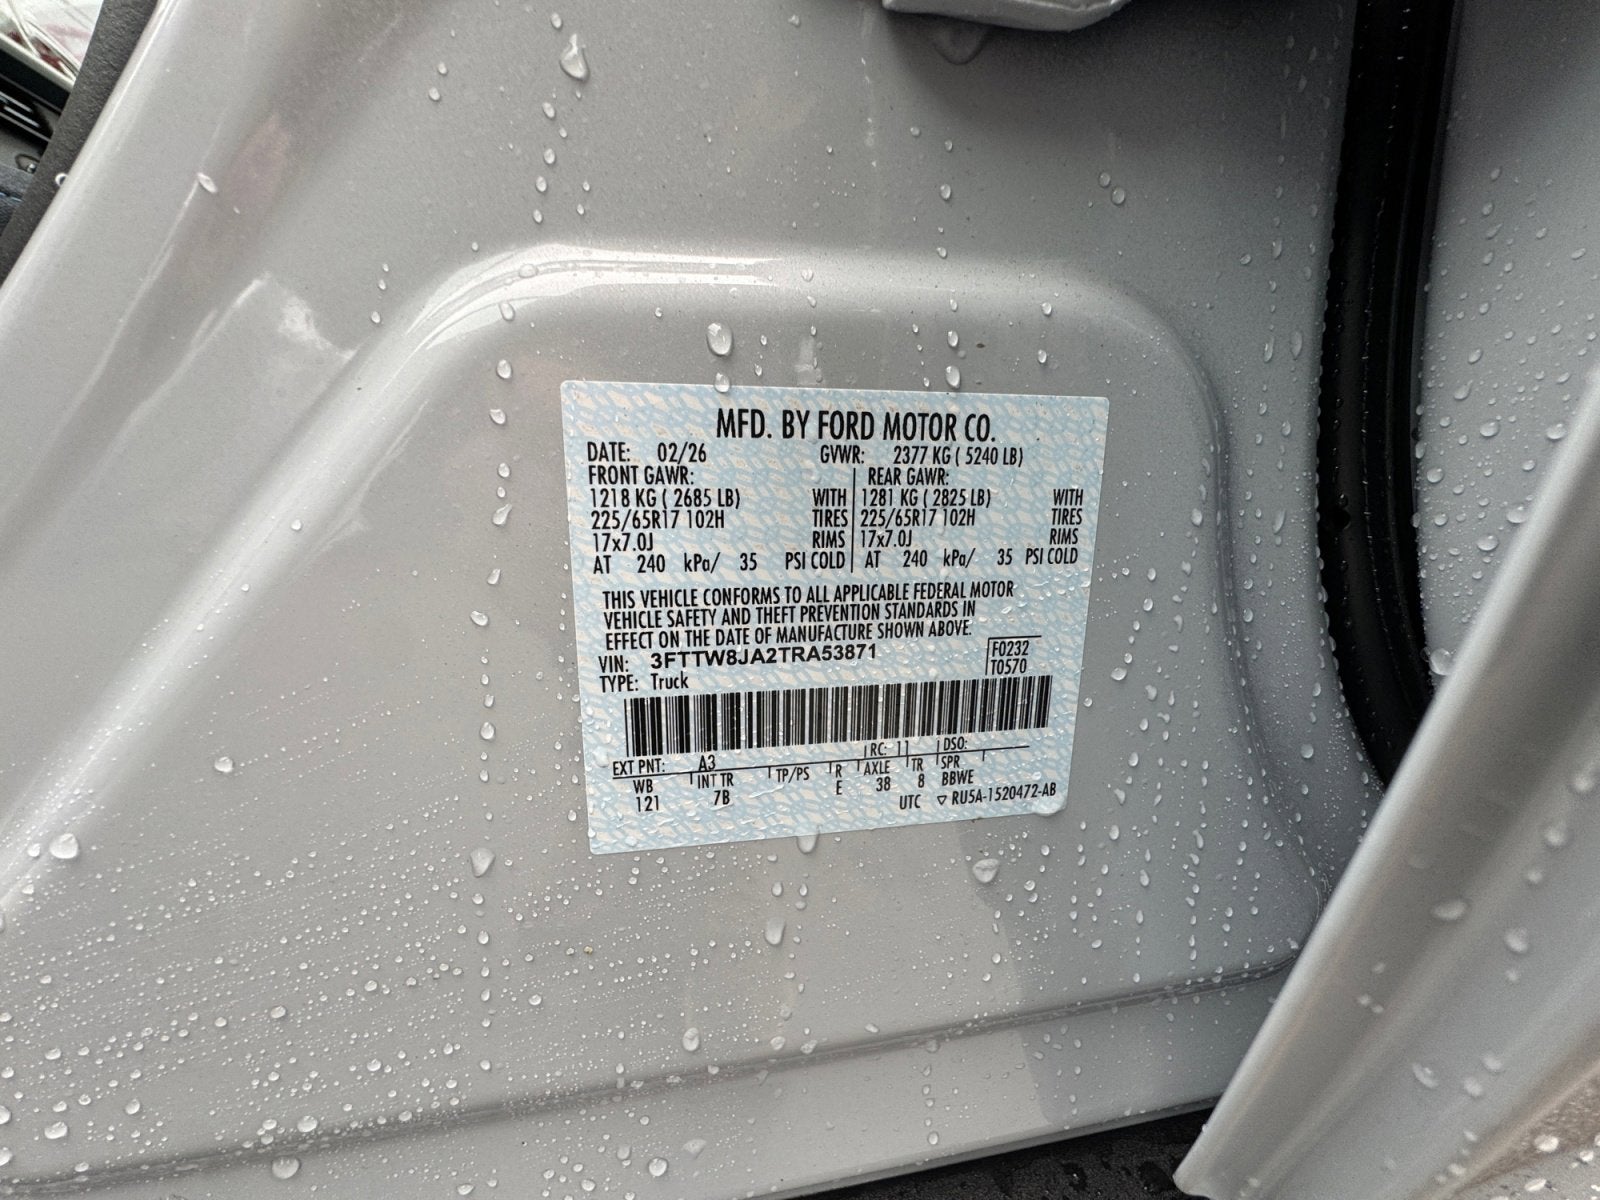 MFD. BY FORD MOTOR CO.
DATE: 02/26 GVWR: 2377 KG ( 5240 LB)
FRONT GAWR: REAR GAWR:
1218 KG ( 2685 LB) WITH 1281 KG ( 2825 LB) WITH
225/65R17 102H TIRES 225/65R17 102H TIRES
17x7.0J RIMS 17x7.0J RIMS
AT 240 kPa/ 35 PSI COLD AT 240 kPa/ 35 PSI COLD
THIS VEHICLE CONFORMS TO ALL APPLICABLE FEDERAL MOTOR
VEHICLE SAFETY AND THEFT PREVENTION STANDARDS IN
EFFECT ON THE DATE OF MANUFACTURE SHOWN ABOVE.
VIN: 3FTTW8JA2TRA53871 F0232
TYPE: Truck T0570
EXT PNT: A3 RC: 11 DSO:
WB INT TR TP/PS R AXLE TR SPR
121 7B E 38 8 BBWE
UTC ▽ RU5A-1520472-AB